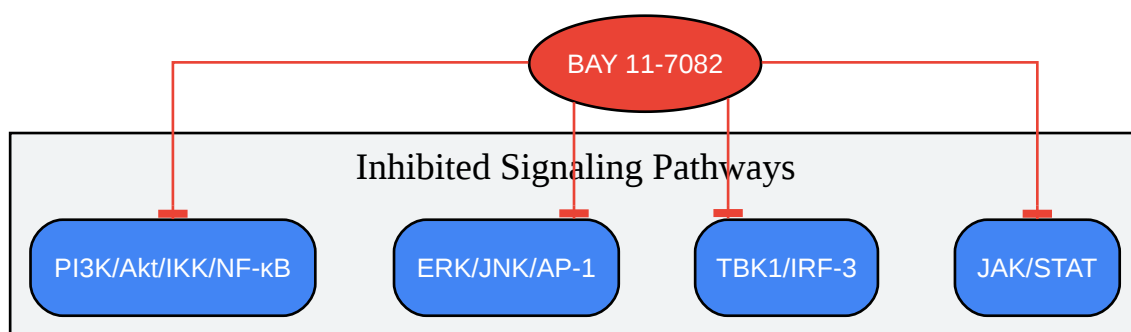 BAY 11-7082
Inhibited Signaling Pathways
PI3K/Akt/IKK/NF-κB
ERK/JNK/AP-1
TBK1/IRF-3
JAK/STAT